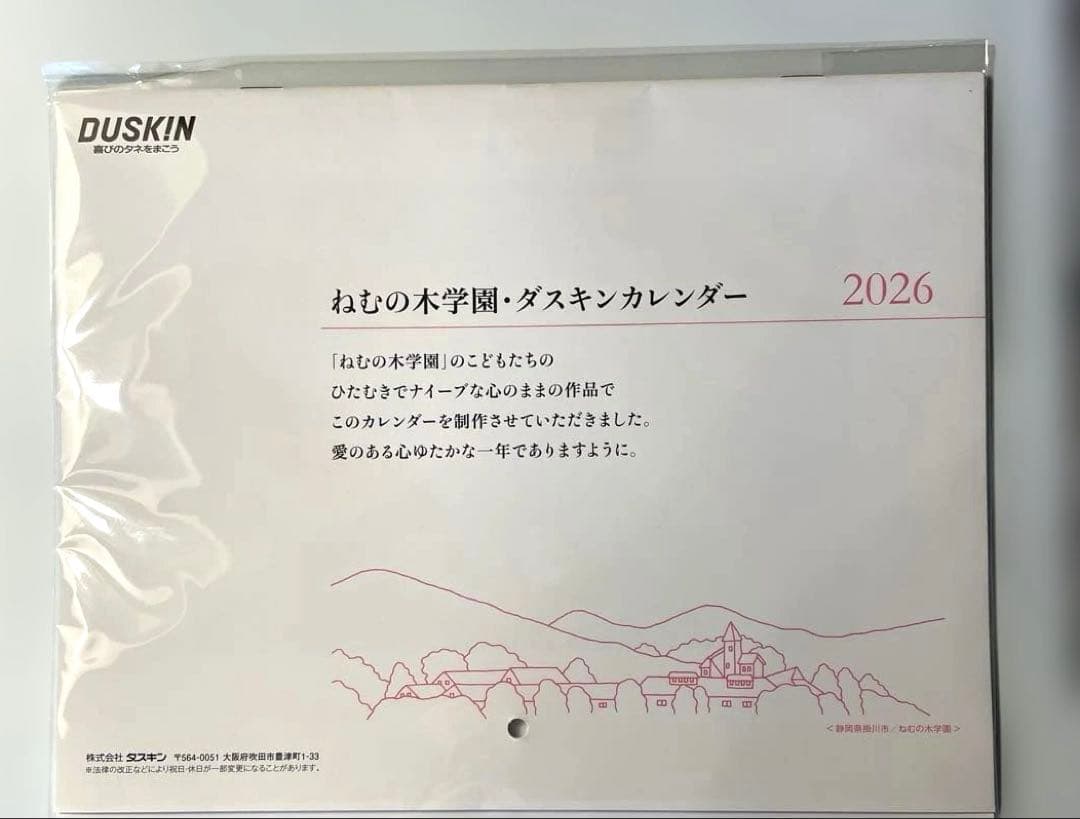 DUSK!N
喜びのタネをまこう
ねむの木学園・ダスキンカレンダー 2026
「ねむの木学園」のこどもたちの
ひたむきでナイーブな心のままの作品で
このカレンダーを制作させていただきました。
愛のある心ゆたかな一年でありますように。
＜静岡県掛川市／ねむの木学園＞
株式会社 ダスキン 〒564-0051 大阪府吹田市豊津町1-33
※法律の改正などにより祝日・休日が一部変更になることがあります。